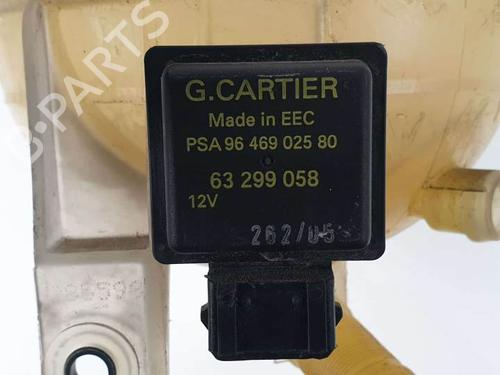 B-PARTS
G.CARTIER
Made in EEC
PSA 96 469 025 80
63 299 058
12V
262/05